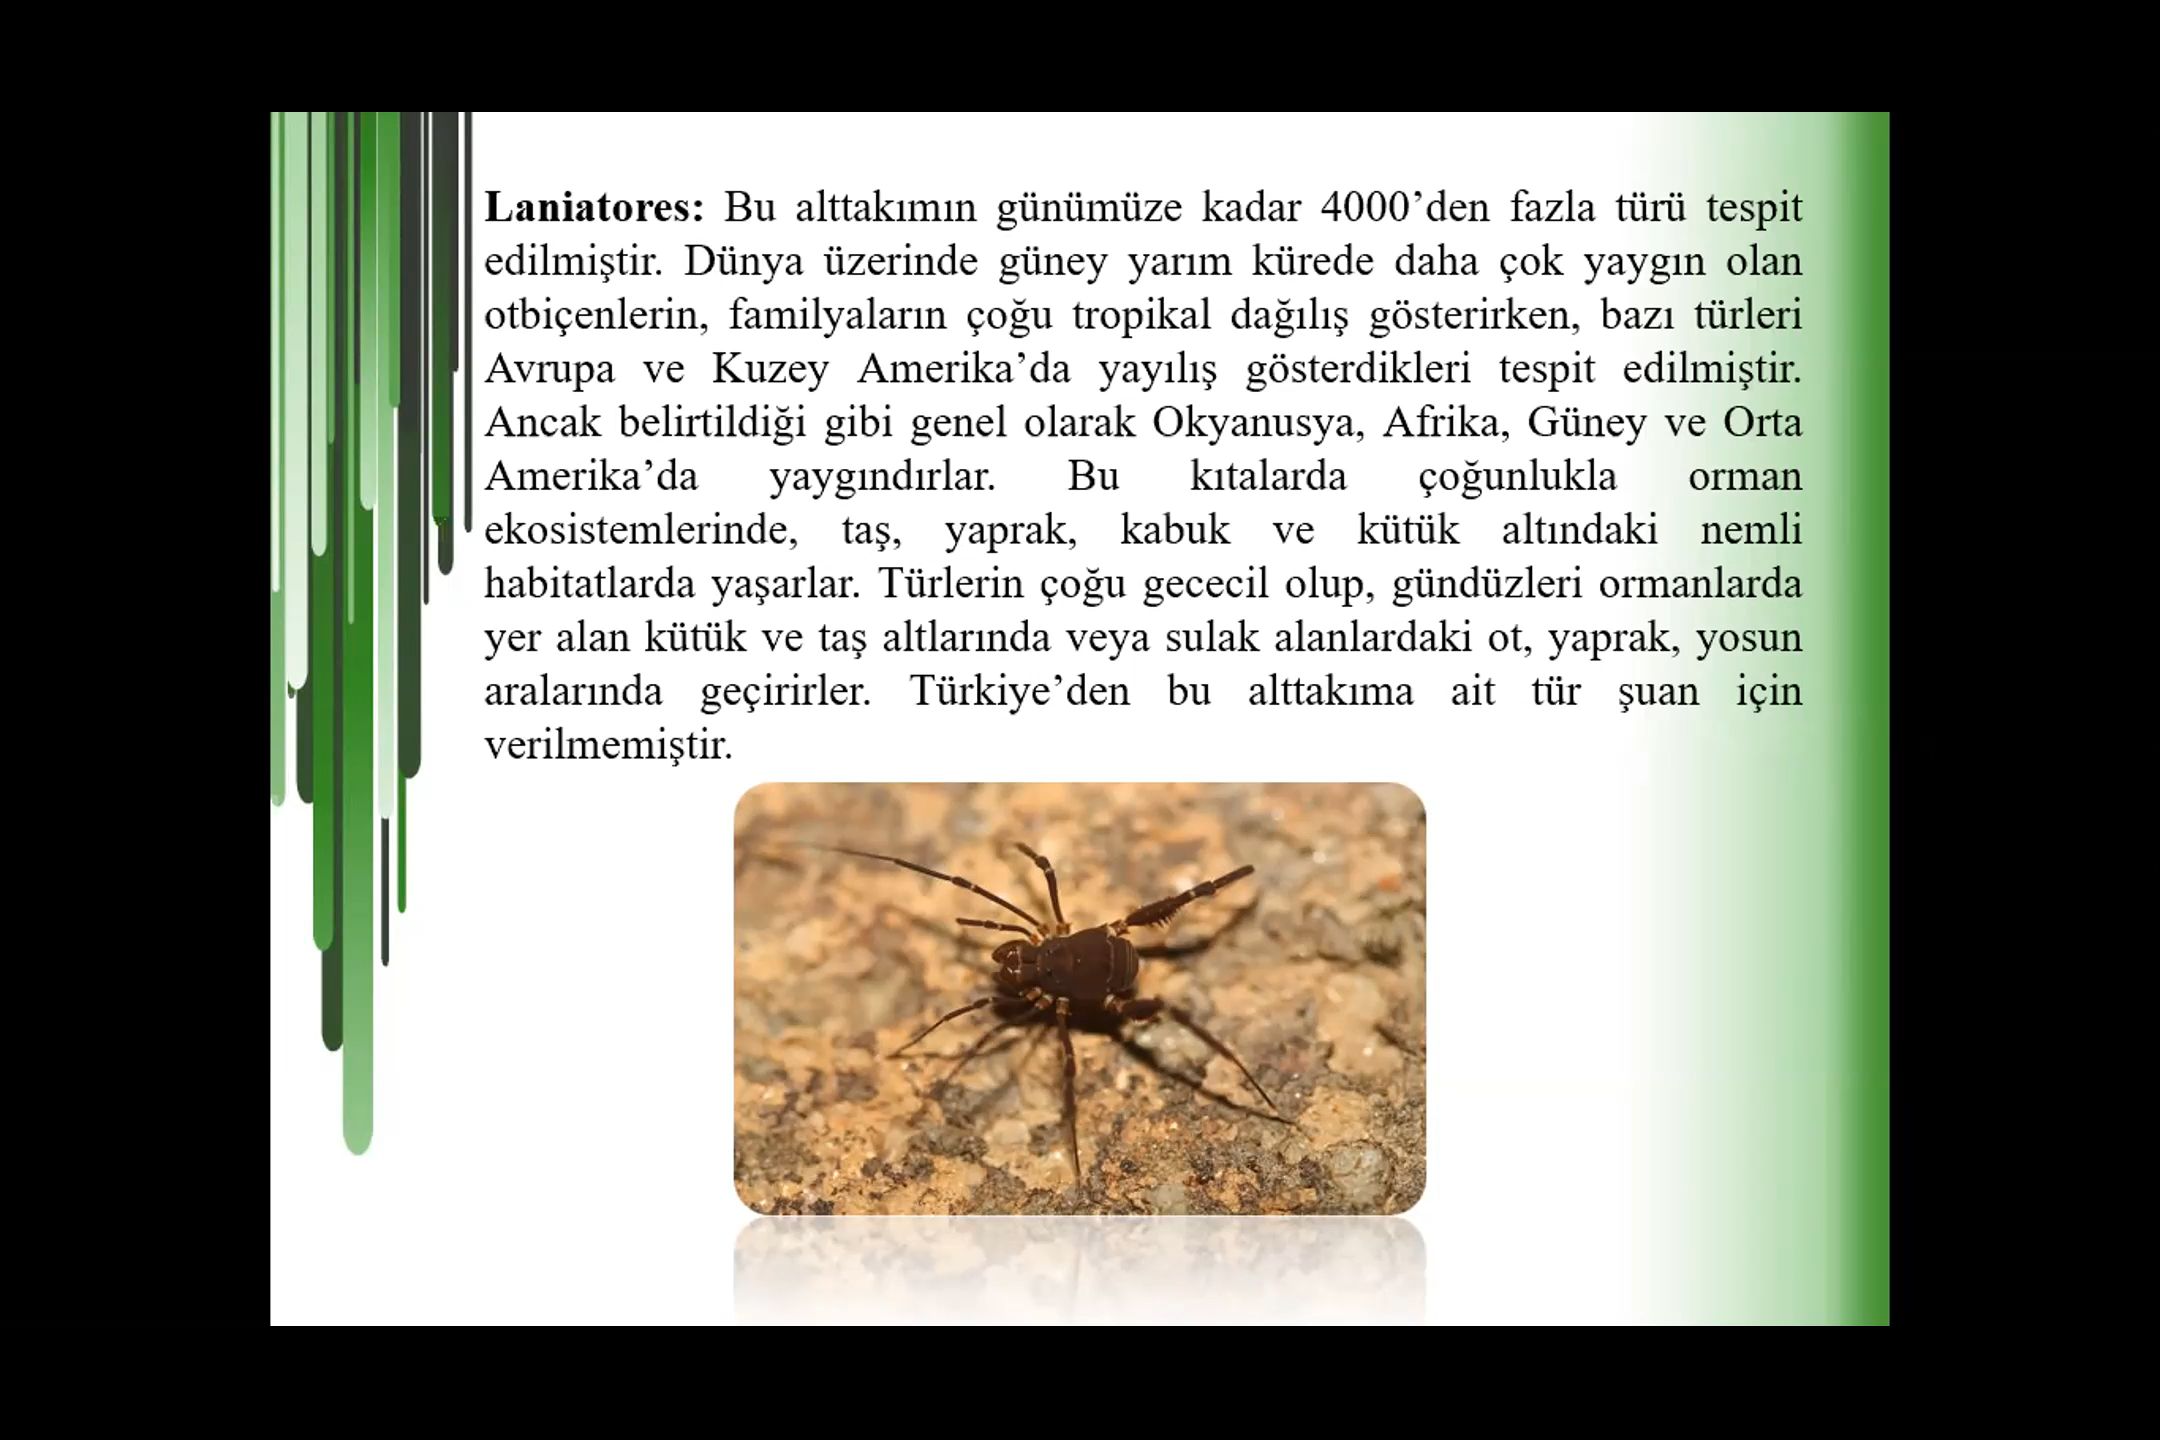 Laniatores: Bu alttakımın günümüze kadar 4000’den fazla türü tespit
edilmiştir. Dünya üzerinde güney yarım kürede daha çok yaygın olan
otbiçenlerin, familyaların çoğu tropikal dağılış gösterirken, bazı türleri
Avrupa ve Kuzey Amerika’da yayılış gösterdikleri tespit edilmiştir.
Ancak belirtildiği gibi genel olarak Okyanusya, Afrika, Güney ve Orta
Amerika’da yaygındırlar. Bu kıtalarda çoğunlukla orman
ekosistemlerinde, taş, yaprak, kabuk ve kütük altındaki nemli
habitatlarda yaşarlar. Türlerin çoğu gececil olup, gündüzleri ormanlarda
yer alan kütük ve taş altlarında veya sulak alanlardaki ot, yaprak, yosun
aralarında geçirirler. Türkiye’den bu alttakıma ait tür şuan için
verilmemiştir.